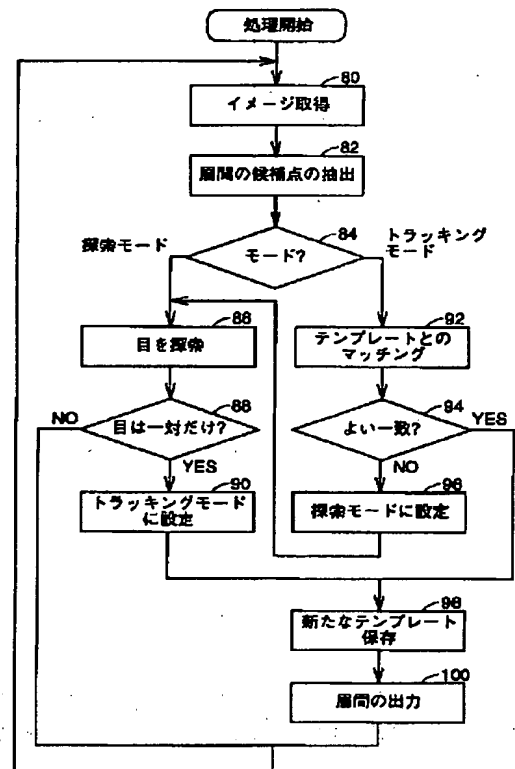 処理開始
80
イメージ取得
82
眉間の候補点の抽出
84
モード?
探索モード
トラッキング
モード
86
目を探索
92
テンプレートとの
マッチング
88
目は一対だけ?
NO
YES
94
よい一致?
YES
NO
90
トラッキングモード
に設定
96
探索モードに設定
98
新たなテンプレート
保存
100
眉間の出力